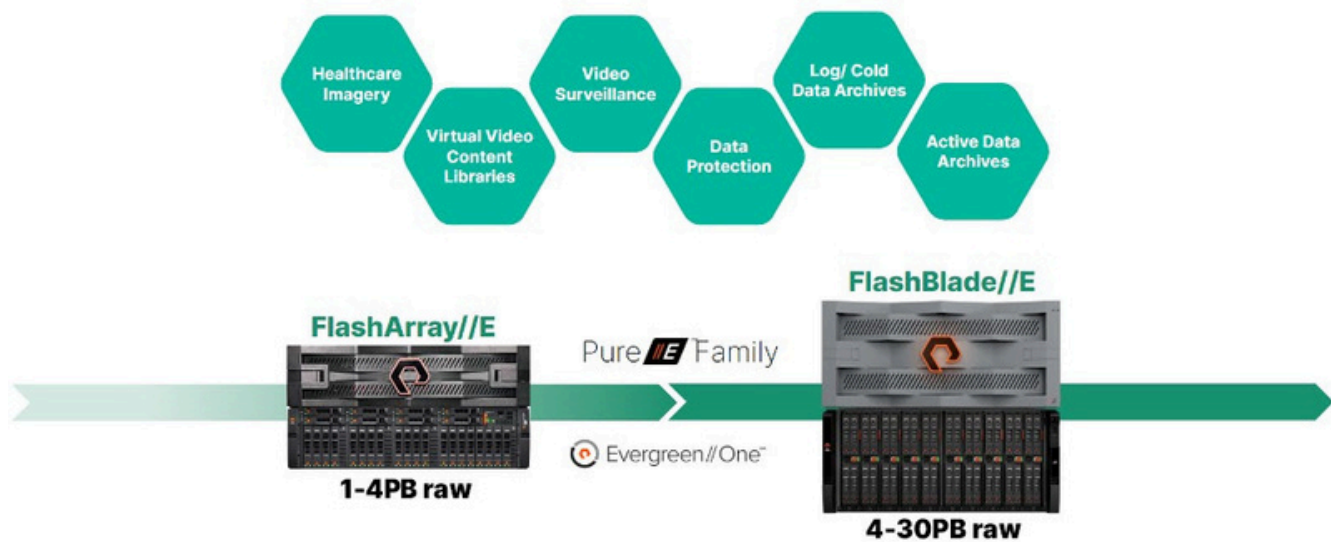 Healthcare
Imagery
Virtual Video
Content
Libraries
Video
Surveillance
Data
Protection
Log/ Cold
Data Archives
Active Data
Archives
FlashArray//E
1-4PB raw
Pure //E™ Family
Evergreen//One™
FlashBlade//E
4-30PB raw